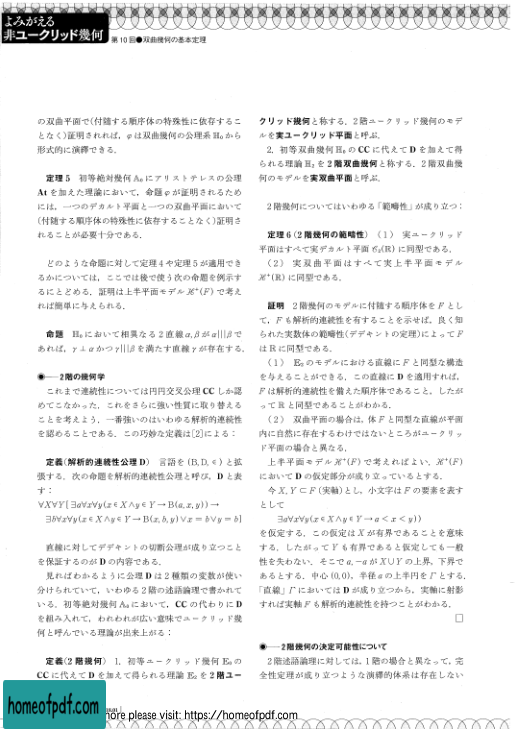 よみがえる
非ユークリッド幾何
第10回●双曲幾何の基本定理
の双曲平面で(付随する順序体の特殊性に依存するこ
となく)証明されれば，φは双曲幾何の公理系ℍ₀から
形式的に演繹できる．
定理5 初等絶対幾何𝔸₀にアリストテレスの公理
Atを加えた理論において，命題φが証明されるため
には，一つのデカルト平面と一つの双曲平面において
(付随する順序体の特殊性に依存することなく)証明さ
れることが必要十分である．
どのような命題に対して定理4や定理5が適用でき
るかについては，ここでは後で使う次の命題を例示す
るにとどめる．証明は上半平面モデルℋ⁺(F)で考え
れば簡単に与えられる．
命題 ℍ₀において相異なる2直線α,βがα|||βで
あれば，γ⊥αかつγ|||βを満たす直線γが存在する．
◉── 2階の幾何学
これまで連続性については円円交叉公理CCしか認
めてこなかった．これをさらに強い性質に取り替える
ことを考えよう．一番強いのはいわゆる解析的連続性
を認めることである．この巧妙な定義は[2]による：
定義(解析的連続性公理D) 言語を(B,D,∈)と拡
張する．次の命題を解析的連続性公理と呼び，Dと表
す：
∀X∀Y[∃a∀x∀y(x∈X∧y∈Y→B(a,x,y))→
∃b∀x∀y(x∈X∧y∈Y→B(x,b,y)∨x=b∨y=b]
直線に対してデデキントの切断公理が成り立つこと
を保証するのがDの内容である．
見ればわかるように公理Dは2種類の変数が使い
分けられていて，いわゆる2階の述語論理で書かれて
いる．初等絶対幾何𝔸₀において，CCの代わりにD
を組み入れて，われわれが広い意味でユークリッド幾
何と呼んでいる理論が出来上がる：
定義(2階幾何) 1. 初等ユークリッド幾何𝔼₀の
CCに代えてDを加えて得られる理論𝔼₂を2階ユー
クリッド幾何と称する．2階ユークリッド幾何のモデ
ルを実ユークリッド平面と呼ぶ．
2. 初等双曲幾何ℍ₀のCCに代えてDを加えて得
られる理論ℍ₂を2階双曲幾何と称する．2階双曲幾
何のモデルを実双曲平面と呼ぶ．
2階幾何についてはいわゆる「範疇性」が成り立つ：
定理6(2階幾何の範疇性) (1) 実ユークリッド
平面はすべて実デカルト平面𝒞₂(ℝ)に同型である．
(2) 実双曲平面はすべて実上半平面モデル
ℋ⁺(ℝ)に同型である．
証明 2階幾何のモデルに付随する順序体をFとし
て，Fも解析的連続性を有することを示せば，良く知
られた実数体の範疇性(デデキントの定理)によってF
はℝに同型である．
(1) 𝔼₂のモデルにおける直線にFと同型な構造
を与えることができる．この直線にDを適用すれば，
Fは解析的連続性を備えた順序体であること，したが
ってℝと同型であることがわかる．
(2) 双曲平面の場合は，体Fと同型な直線が平面
内に自然に存在するわけではないところがユークリッ
ド平面の場合と異なる．
上半平面モデルℋ⁺(F)で考えればよい．ℋ⁺(F)
においてDの仮定部分が成り立っているとする．
今X,Y⊂F(実軸)とし，小文字はFの要素を表す
として
∃a∀x∀y(x∈X∧y∈Y→a<x<y))
を仮定する．この仮定はXが有界であることを意味
する．したがってYも有界であると仮定しても一般
性を失わない．そこでa,-aがX∪Yの上界，下界で
あるとする．中心(0,0)，半径aの上半円をΓとする．
「直線」ΓにおいてはDが成り立つから，実軸に射影
すれば実軸Fも解析的連続性を持つことがわかる．
□
◉── 2階幾何の決定可能性について
2階述語論理に対しては，1階の場合と異なって，完
全性定理が成り立つような演繹的体系は存在しない
homeofpdf.com
more please visit: https://homeofpdf.com